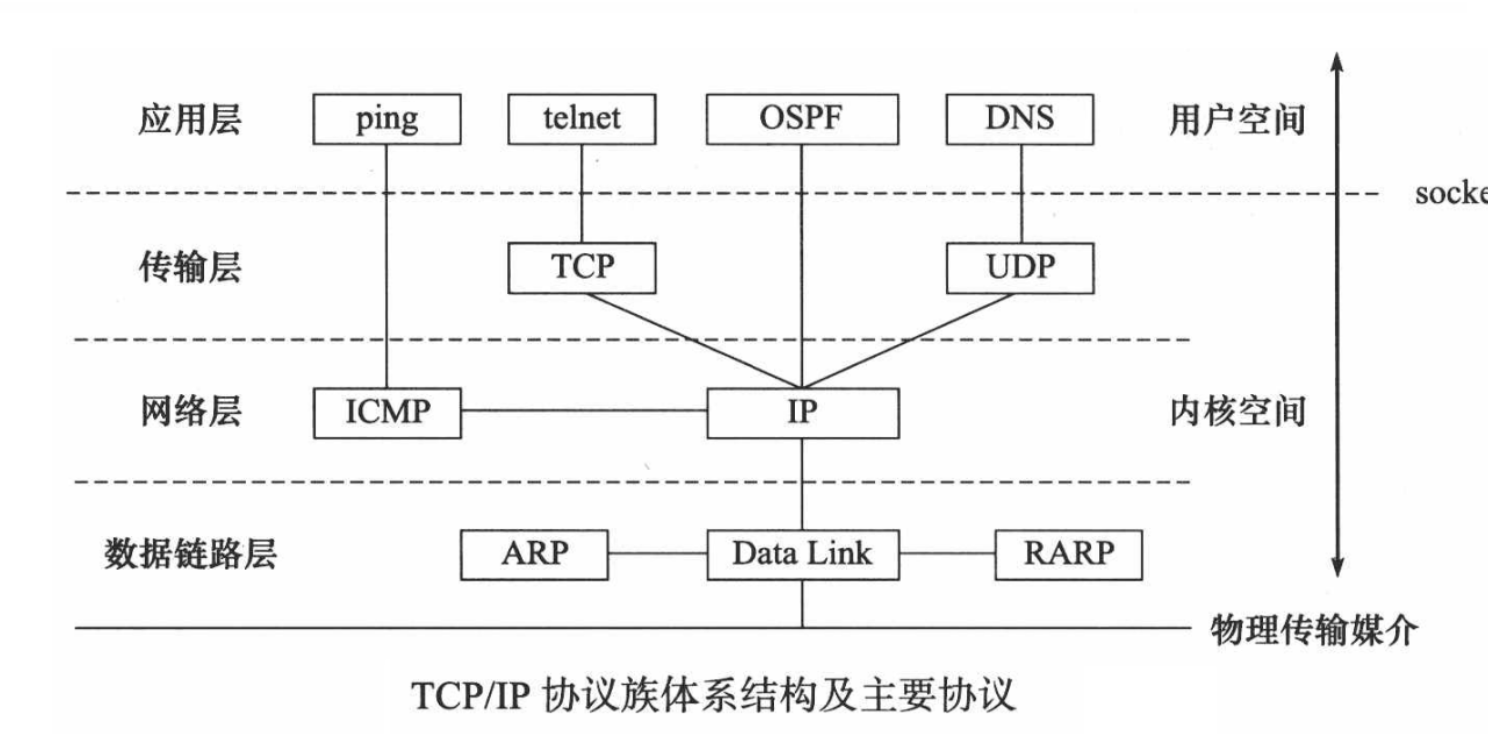 应用层 ping telnet OSPF DNS 用户空间
socke
传输层 TCP UDP
网络层 ICMP IP 内核空间
数据链路层 ARP Data Link RARP
物理传输媒介
TCP/IP 协议族体系结构及主要协议